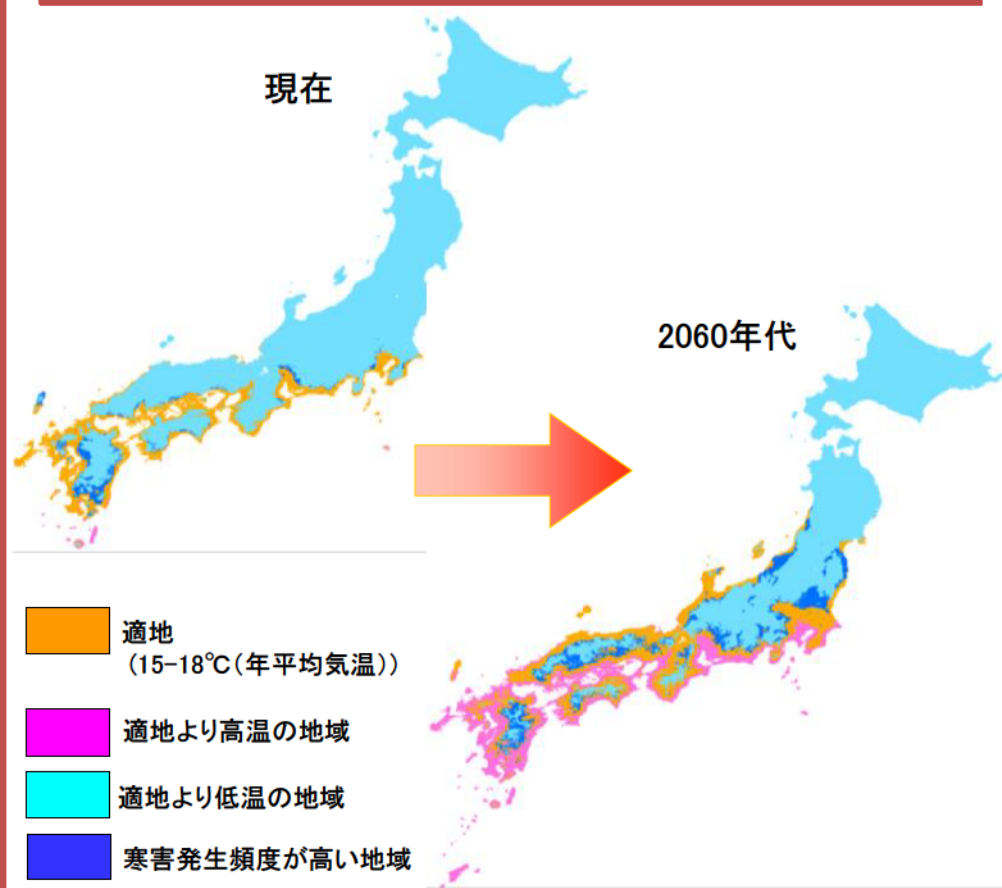 現在
2060年代
適地
(15-18℃(年平均気温))
適地より高温の地域
適地より低温の地域
寒害発生頻度が高い地域